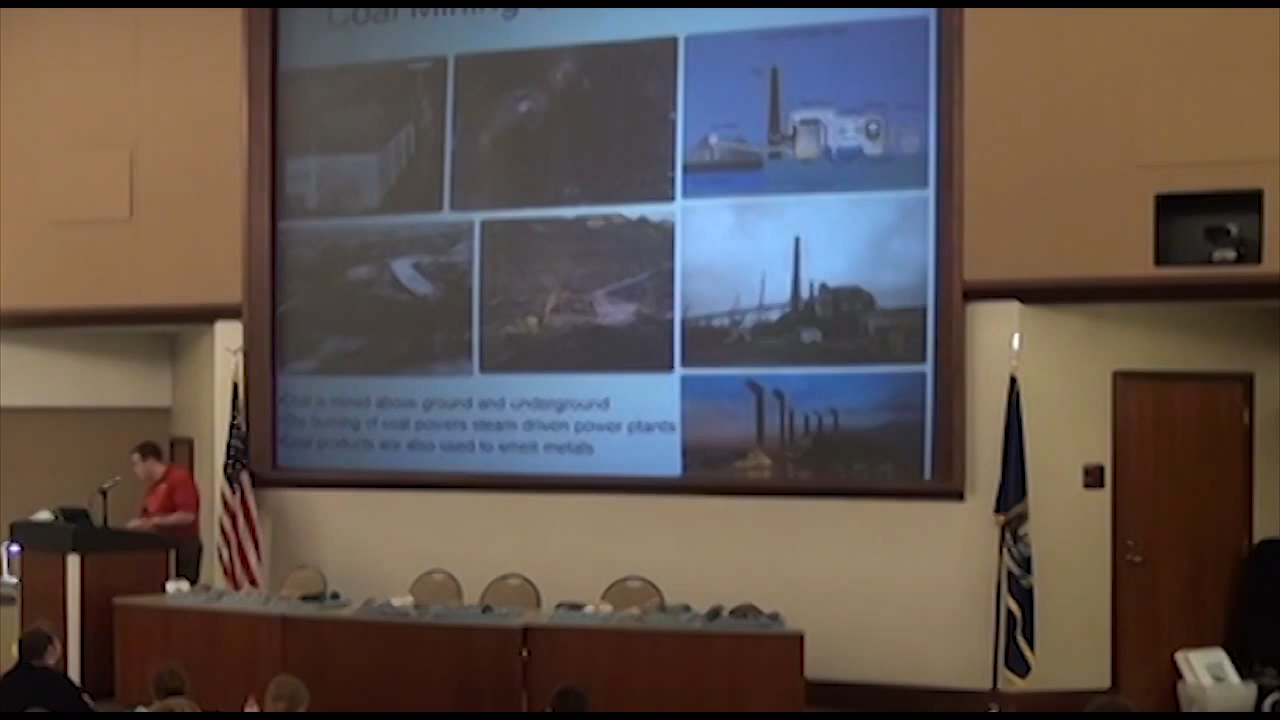 Coal Mining
Coal is mined above ground and underground
The burning of coal powers steam driven power plants
Coal products are also used to smelt metals